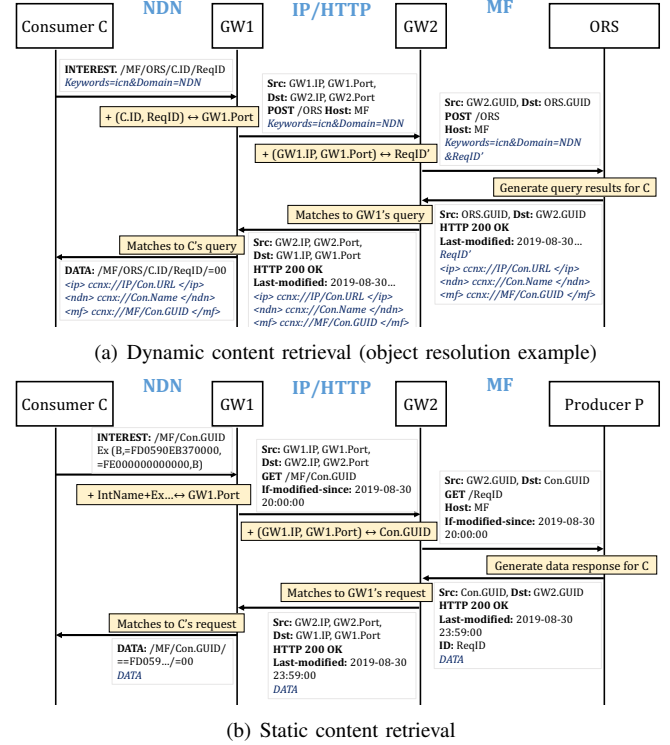 NDN IP/HTTP MF
Consumer C GW1 GW2 ORS
INTEREST. /MF/ORS/C.ID/ReqID
Keywords=icn&Domain=NDN
+ (C.ID, ReqID) ↔ GW1.Port
Src: GW1.IP, GW1.Port,
Dst: GW2.IP, GW2.Port
POST /ORS Host: MF
Keywords=icn&Domain=NDN
+ (GW1.IP, GW1.Port) ↔ ReqID'
Src: GW2.GUID, Dst: ORS.GUID
POST /ORS
Host: MF
Keywords=icn&Domain=NDN
&ReqID'
Generate query results for C
Matches to GW1's query
Src: ORS.GUID, Dst: GW2.GUID
HTTP 200 OK
Last-modified: 2019-08-30...
ReqID'
<ip> ccnx://IP/Con.URL </ip>
<ndn> ccnx://Con.Name </ndn>
<mf> ccnx://MF/Con.GUID </mf>
Matches to C's query
Src: GW2.IP, GW2.Port,
Dst: GW1.IP, GW1.Port
HTTP 200 OK
Last-modified: 2019-08-30...
<ip> ccnx://IP/Con.URL </ip>
<ndn> ccnx://Con.Name </ndn>
<mf> ccnx://MF/Con.GUID </mf>
DATA: /MF/ORS/C.ID/ReqID/=00
<ip> ccnx://IP/Con.URL </ip>
<ndn> ccnx://Con.Name </ndn>
<mf> ccnx://MF/Con.GUID </mf>
(a) Dynamic content retrieval (object resolution example)
NDN IP/HTTP MF
Consumer C GW1 GW2 Producer P
INTEREST: /MF/Con.GUID
Ex (B,=FD0590EB370000,
=FE000000000000,B)
+ IntName+Ex...↔ GW1.Port
Src: GW1.IP, GW1.Port,
Dst: GW2.IP, GW2.Port
GET /MF/Con.GUID
If-modified-since: 2019-08-30
20:00:00
+ (GW1.IP, GW1.Port) ↔ Con.GUID
Src: GW2.GUID, Dst: Con.GUID
GET /ReqID
Host: MF
If-modified-since: 2019-08-30
20:00:00
Generate data response for C
Matches to GW1's request
Src: Con.GUID, Dst: GW2.GUID
HTTP 200 OK
Last-modified: 2019-08-30
23:59:00
ID: ReqID
DATA
Matches to C's request
Src: GW2.IP, GW2.Port,
Dst: GW1.IP, GW1.Port
HTTP 200 OK
Last-modified: 2019-08-30
23:59:00
DATA
DATA: /MF/Con.GUID/
==FD059.../=00
DATA
(b) Static content retrieval